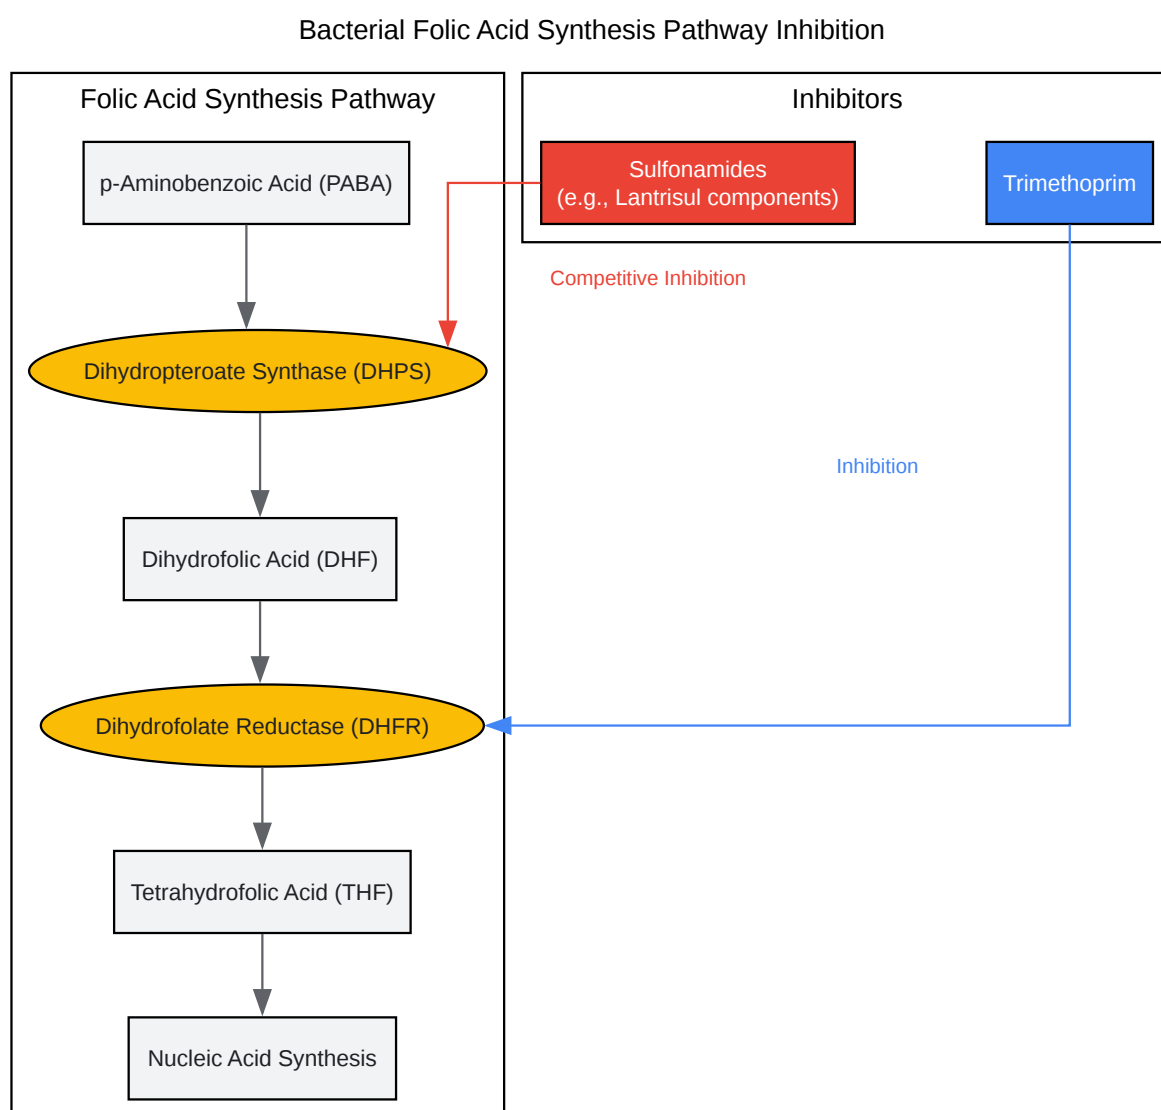 Bacterial Folic Acid Synthesis Pathway Inhibition
Folic Acid Synthesis Pathway
p-Aminobenzoic Acid (PABA)
Dihydropteroate Synthase (DHPS)
Dihydrofolic Acid (DHF)
Dihydrofolate Reductase (DHFR)
Tetrahydrofolic Acid (THF)
Nucleic Acid Synthesis
Inhibitors
Sulfonamides
(e.g., Lantrisul components)
Trimethoprim
Competitive Inhibition
Inhibition